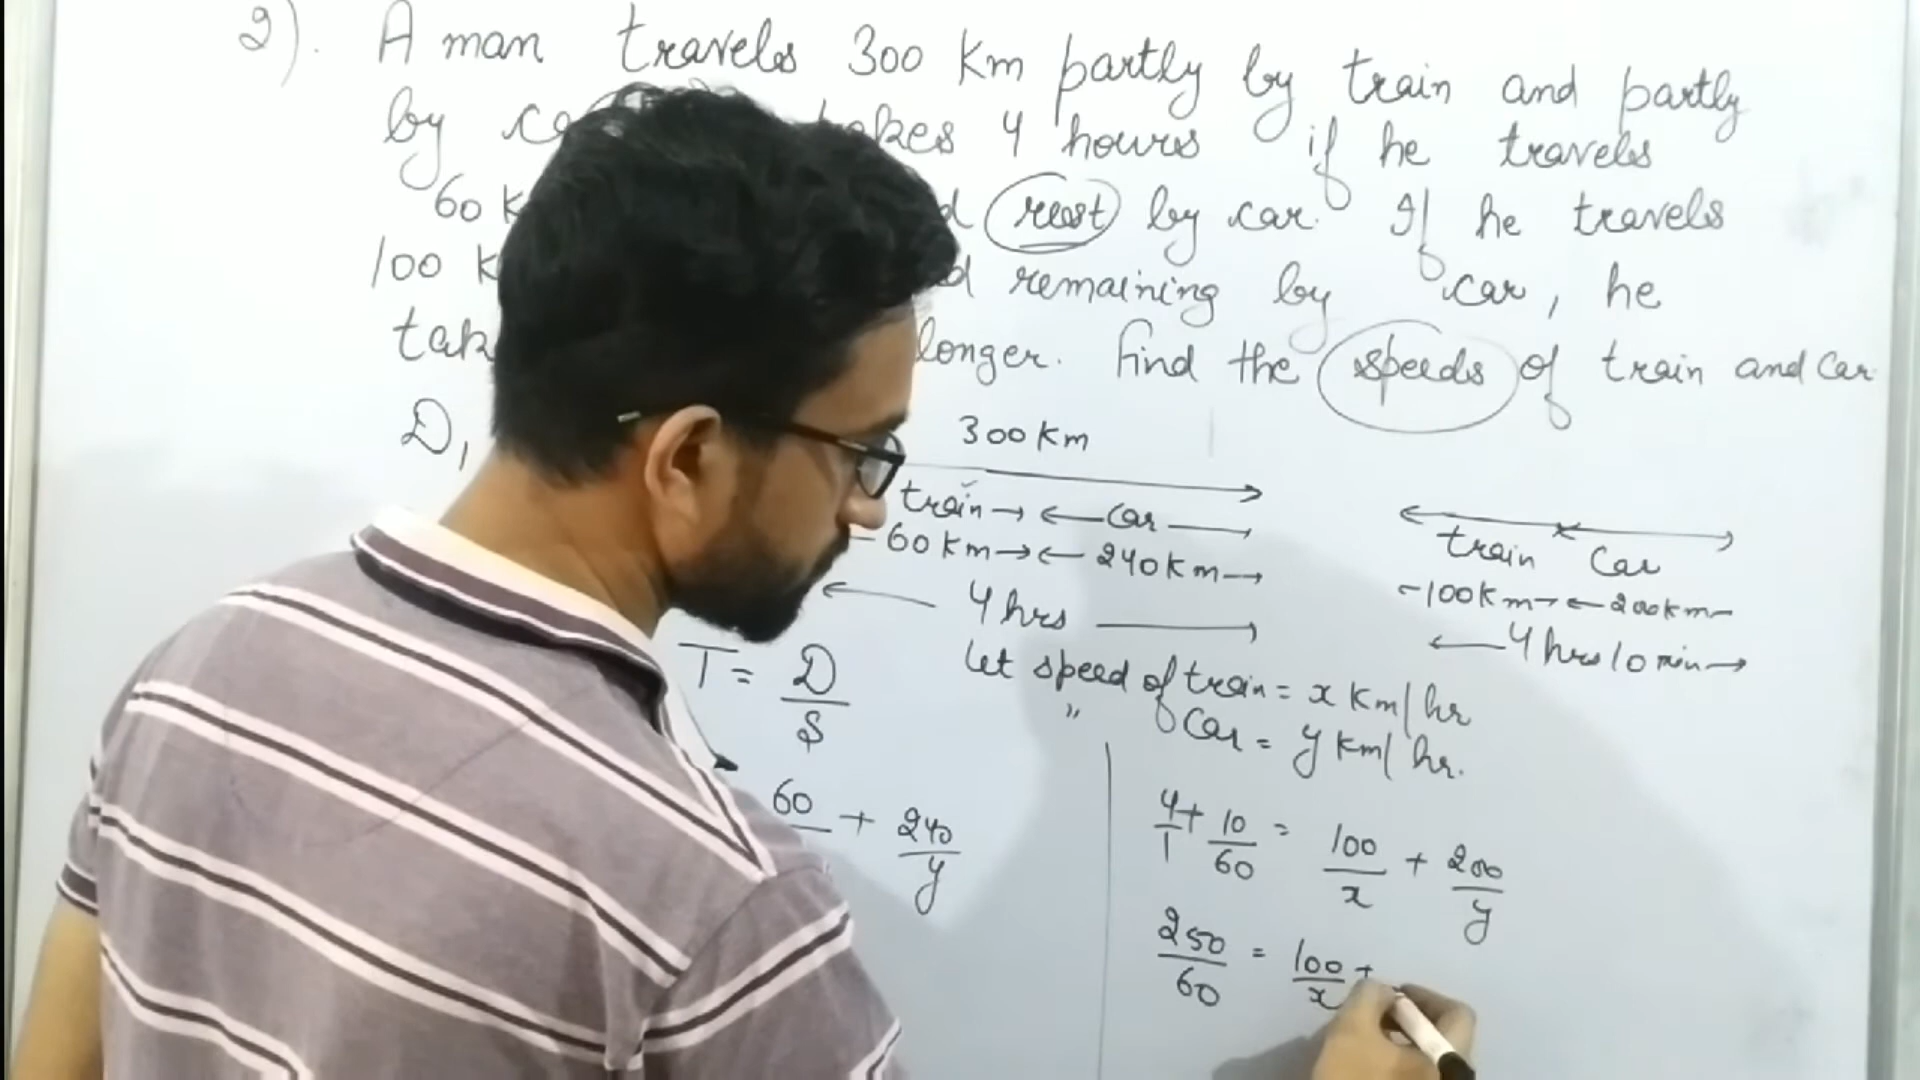 2). A man travels 300 Km partly by train and partly
by takes 4 hours if he travels
60 K rest by car. If he travels
100 K remaining by car, he
longer. Find the speeds of train and Car
D, 300 Km
train → ← Car → train Car
60 Km → ← 240 Km → 100 Km → ← 200 Km
← 4 hrs → ← 4 hrs 10 min →
T = D/S
Let speed of train = x Km/hr
" of Car = y Km/hr.
60 + 240/y
4/1 + 10/60 = 100/x + 200/y
250/60 = 100/x +